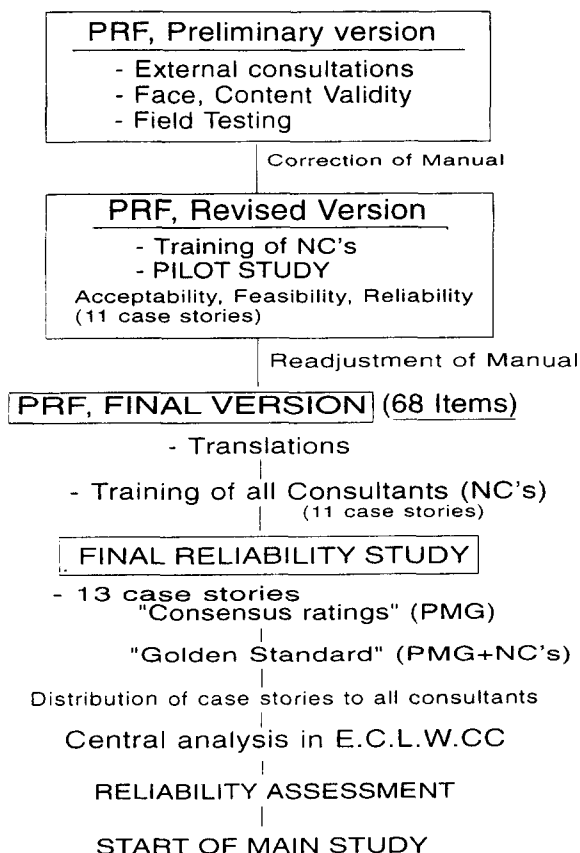 PRF, Preliminary version
- External consultations
- Face, Content Validity
- Field Testing
Correction of Manual
PRF, Revised Version
- Training of NC's
- PILOT STUDY
Acceptability, Feasibility, Reliability
(11 case stories)
Readjustment of Manual
PRF, FINAL VERSION (68 Items)
- Translations
- Training of all Consultants (NC's)
(11 case stories)
FINAL RELIABILITY STUDY
- 13 case stories
"Consensus ratings" (PMG)
"Golden Standard" (PMG+NC's)
Distribution of case stories to all consultants
Central analysis in E.C.L.W.CC
RELIABILITY ASSESSMENT
START OF MAIN STUDY